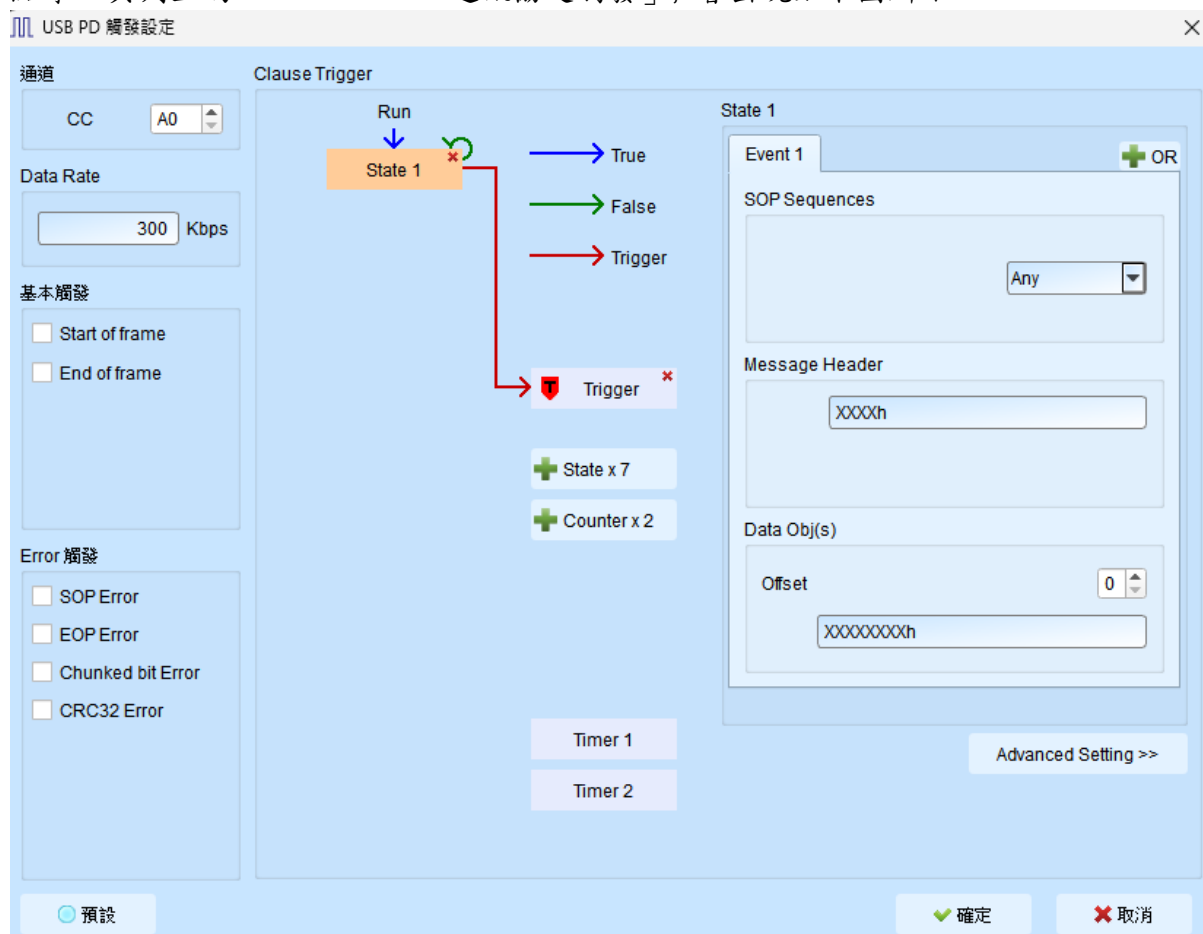 USB PD 觸發設定
通道
CC A0
Data Rate
300 Kbps
基本觸發
Start of frame
End of frame
Error 觸發
SOP Error
EOP Error
Chunked bit Error
CRC32 Error
預設
Clause Trigger
Run
State 1
True
False
Trigger
T Trigger
State x 7
Counter x 2
Timer 1
Timer 2
State 1
Event 1
OR
SOP Sequences
Any
Message Header
XXXXh
Data Obj(s)
Offset 0
XXXXXXXXh
Advanced Setting >>
確定
取消